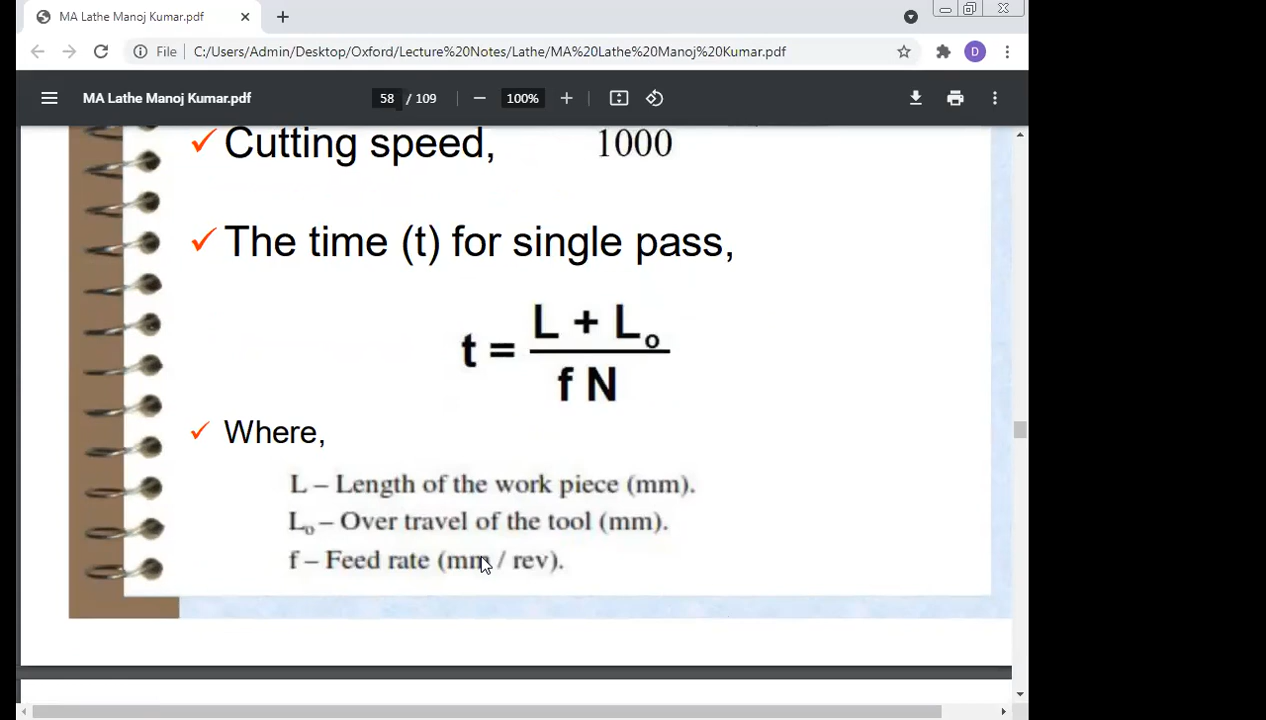 MA Lathe Manoj Kumar.pdf
File C:/Users/Admin/Desktop/Oxford/Lecture%20Notes/Lathe/MA%20Lathe%20Manoj%20Kumar.pdf
D
MA Lathe Manoj Kumar.pdf 58 / 109 100%
✓ Cutting speed, 1000
✓ The time (t) for single pass,
L + Lo
t =
f N
✓ Where,
L – Length of the work piece (mm).
Lo – Over travel of the tool (mm).
f – Feed rate (mm / rev).